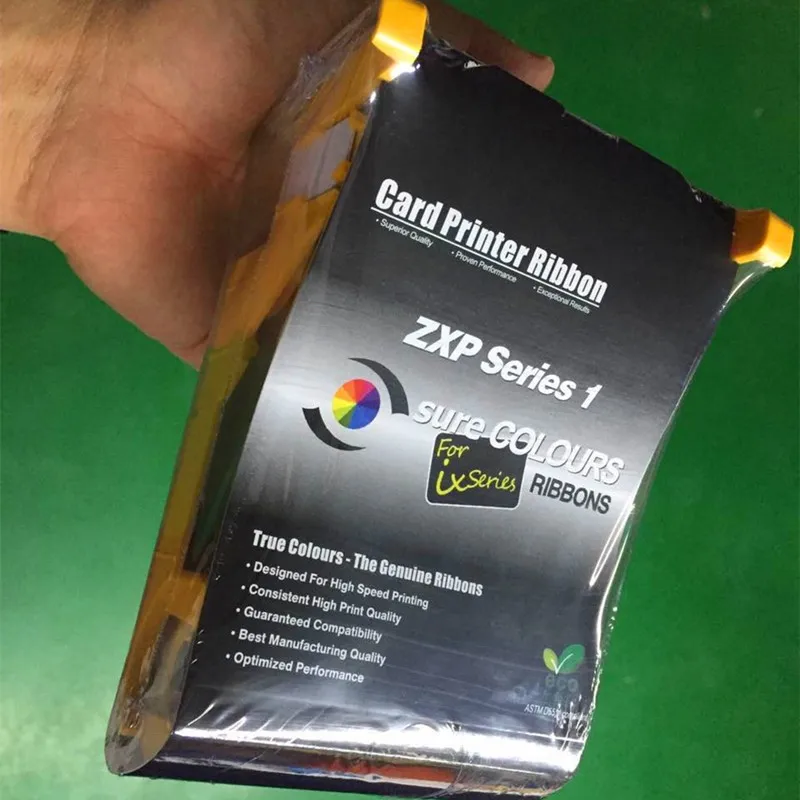 Card Printer Ribbon
• Superior Quality • Proven Performance • Exceptional Results
ZXP Series 1
sure COLOURS
For
ix Series
RIBBONS
True Colours - The Genuine Ribbons
• Designed For High Speed Printing
• Consistent High Print Quality
• Guaranteed Compatibility
• Best Manufacturing Quality
• Optimized Performance
eco
ASTM